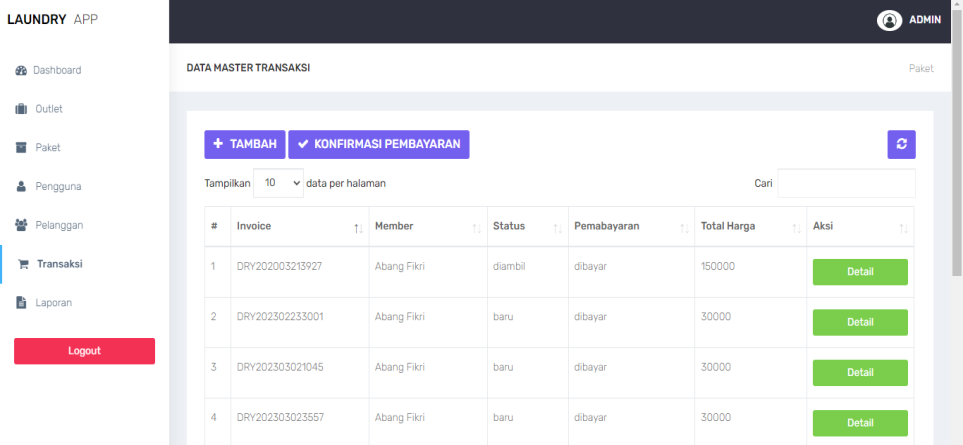 LAUNDRY APP
ADMIN
Dashboard
Outlet
Paket
Pengguna
Pelanggan
Transaksi
Laporan
Logout
DATA MASTER TRANSAKSI
Paket
+ TAMBAH
KONFIRMASI PEMBAYARAN
Tampilkan 10 data per halaman
Cari
# Invoice Member Status Pemabayaran Total Harga Aksi
1 DRY202003213927 Abang Fikri diambil dibayar 150000 Detail
2 DRY202302233001 Abang Fikri baru dibayar 30000 Detail
3 DRY202303021045 Abang Fikri baru dibayar 30000 Detail
4 DRY202303023557 Abang Fikri baru dibayar 30000 Detail